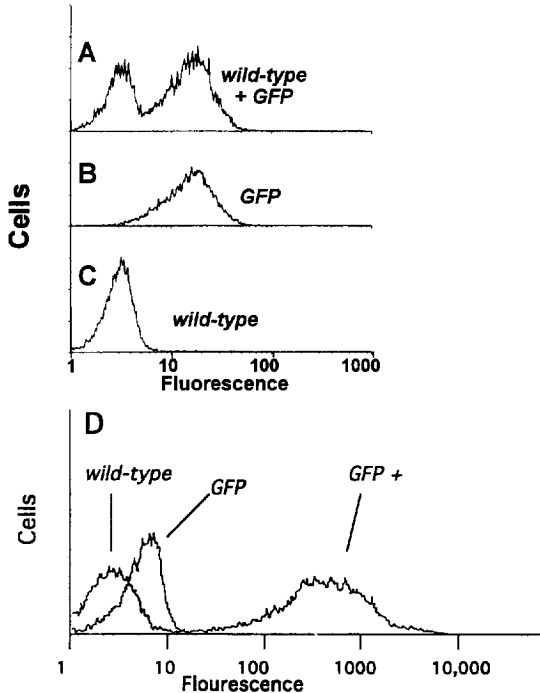 A
wild-type
+ GFP
B
GFP
Cells
C
wild-type
1 10 100 1000
Fluorescence
D
wild-type
GFP
GFP +
Cells
1 10 100 1000 10,000
Flourescence